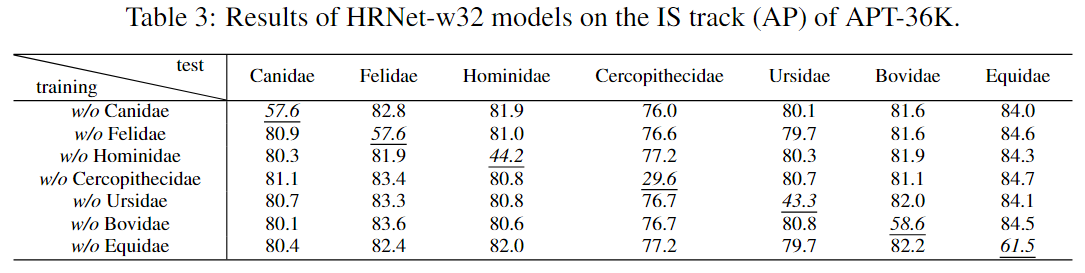 Table 3: Results of HRNet-w32 models on the IS track (AP) of APT-36K.
test
training
Canidae Felidae Hominidae Cercopithecidae Ursidae Bovidae Equidae
w/o Canidae 57.6 82.8 81.9 76.0 80.1 81.6 84.0
w/o Felidae 80.9 57.6 81.0 76.6 79.7 81.6 84.6
w/o Hominidae 80.3 81.9 44.2 77.2 80.3 81.9 84.3
w/o Cercopithecidae 81.1 83.4 80.8 29.6 80.7 81.1 84.7
w/o Ursidae 80.7 83.3 80.8 76.7 43.3 82.0 84.1
w/o Bovidae 80.1 83.6 80.6 76.7 80.8 58.6 84.5
w/o Equidae 80.4 82.4 82.0 77.2 79.7 82.2 61.5